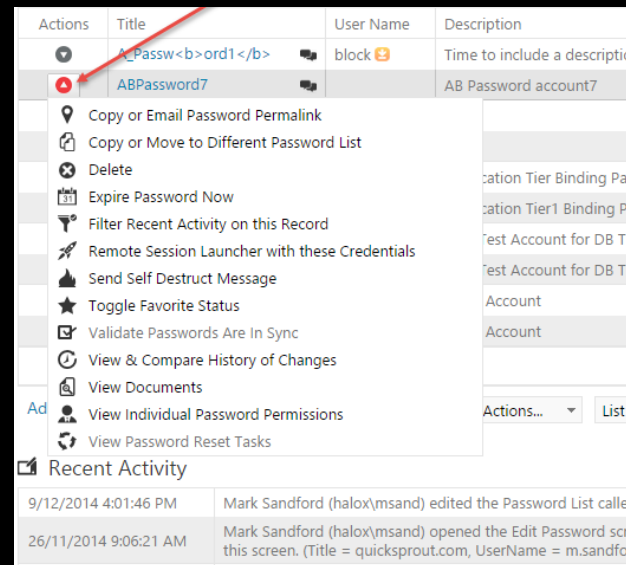 Actions Title User Name Description
A_Passw<b>ord1</b> block Time to include a descripti
ABPassword7 AB Password account7
Copy or Email Password Permalink
Copy or Move to Different Password List
Delete
cation Tier Binding Pa
31 Expire Password Now
cation Tier1 Binding P
Filter Recent Activity on this Record
Test Account for DB T
Remote Session Launcher with these Credentials
Test Account for DB T
Send Self Destruct Message
Toggle Favorite Status
Account
Validate Passwords Are In Sync
Account
View & Compare History of Changes
View Documents
Ad View Individual Password Permissions Actions... List
View Password Reset Tasks
Recent Activity
9/12/2014 4:01:46 PM Mark Sandford (halox\msand) edited the Password List calle
26/11/2014 9:06:21 AM Mark Sandford (halox\msand) opened the Edit Password scr
this screen. (Title = quicksprout.com, UserName = m.sandfo